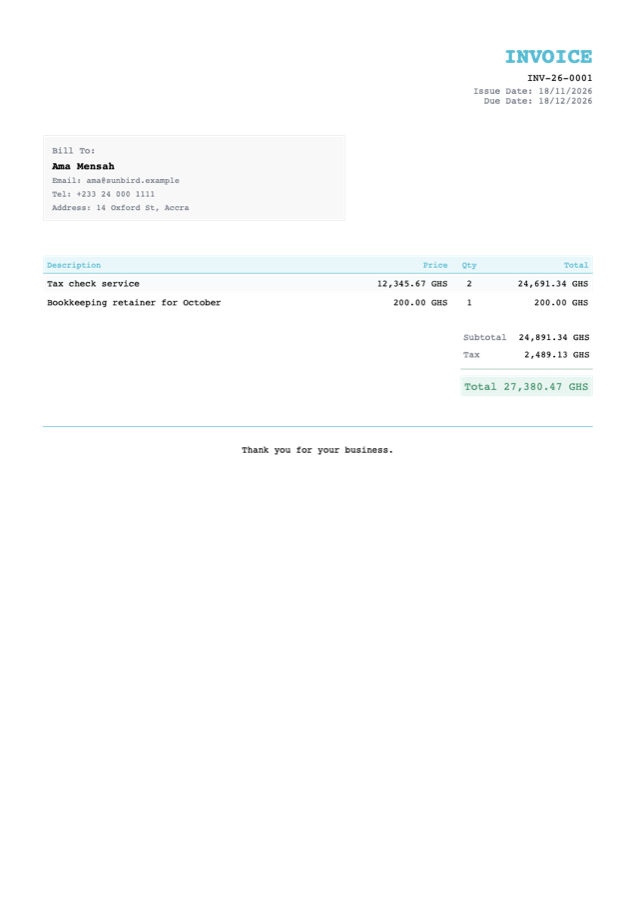 INVOICE
INV-26-0001
Issue Date: 18/11/2026
Due Date: 18/12/2026
Bill To:
Ama Mensah
Email: ama@sunbird.example
Tel: +233 24 000 1111
Address: 14 Oxford St, Accra
Description Price Qty Total
Tax check service 12,345.67 GHS 2 24,691.34 GHS
Bookkeeping retainer for October 200.00 GHS 1 200.00 GHS
Subtotal 24,891.34 GHS
Tax 2,489.13 GHS
Total 27,380.47 GHS
Thank you for your business.